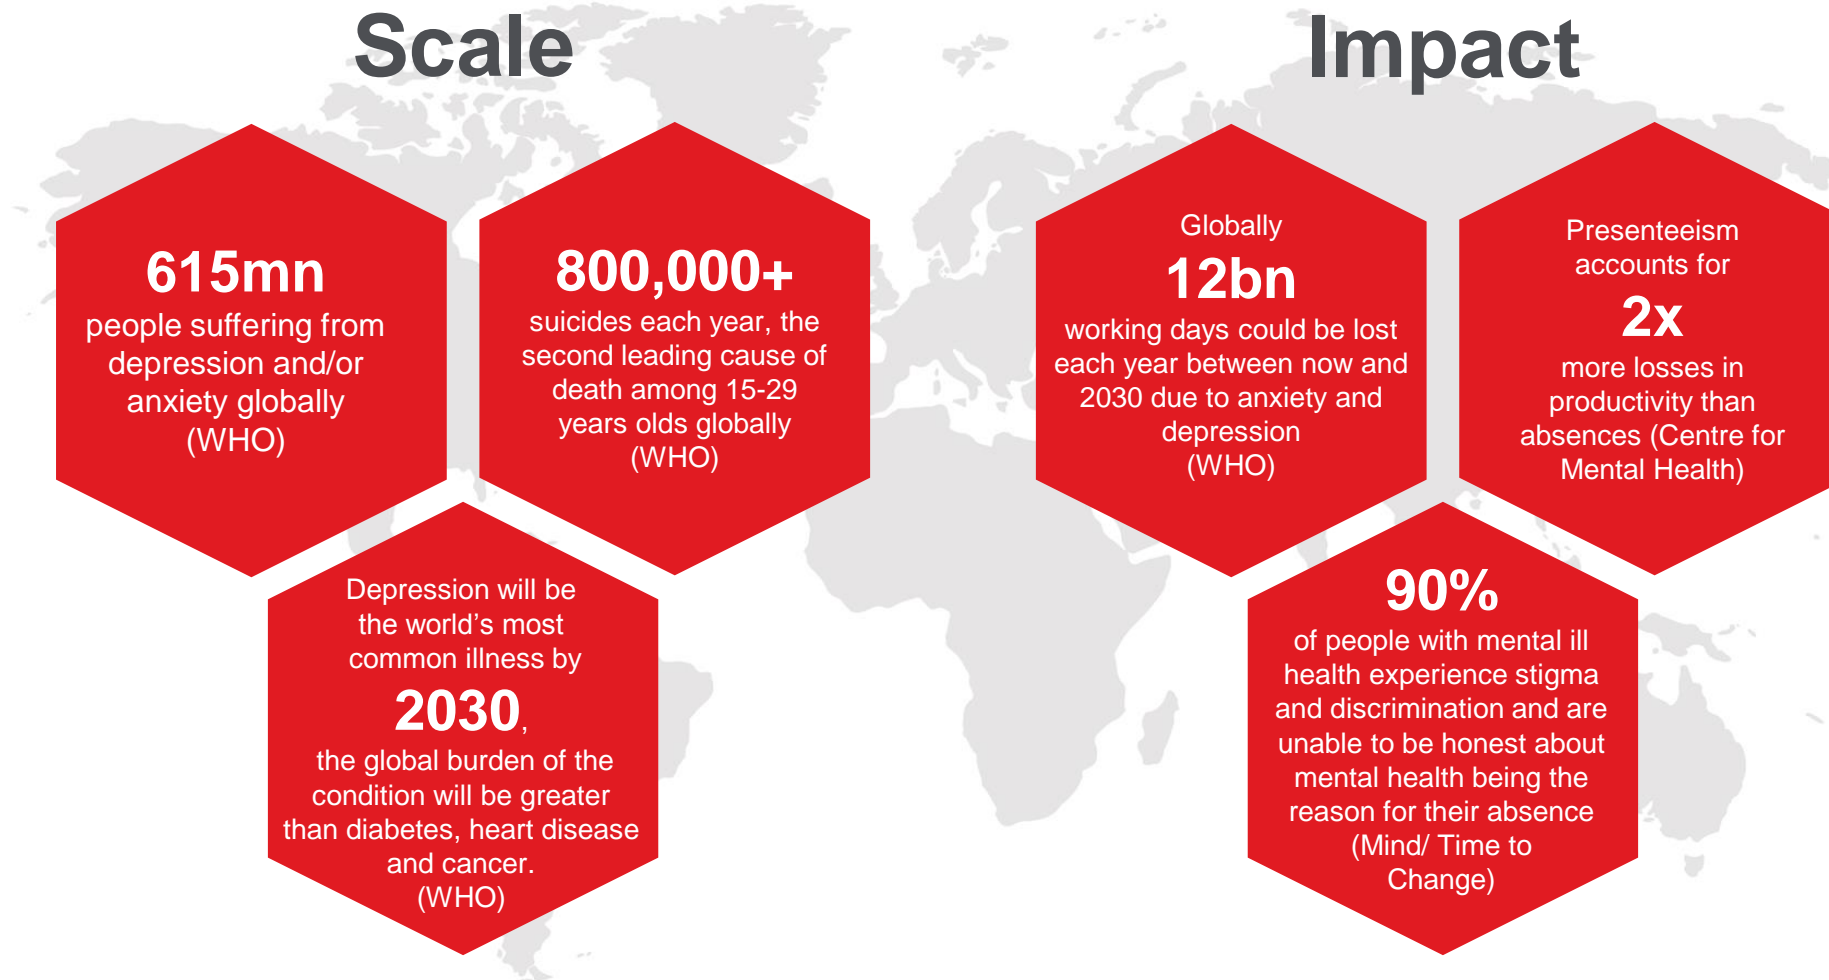 Scale
615mn
people suffering from
depression and/or
anxiety globally
(WHO)
800,000+
suicides each year, the
second leading cause of
death among 15-29
years olds globally
(WHO)
Depression will be
the world’s most
common illness by
2030,
the global burden of the
condition will be greater
than diabetes, heart disease
and cancer.
(WHO)
Impact
Globally
12bn
working days could be lost
each year between now and
2030 due to anxiety and
depression
(WHO)
Presenteeism
accounts for
2x
more losses in
productivity than
absences (Centre for
Mental Health)
90%
of people with mental ill
health experience stigma
and discrimination and are
unable to be honest about
mental health being the
reason for their absence
(Mind/ Time to
Change)